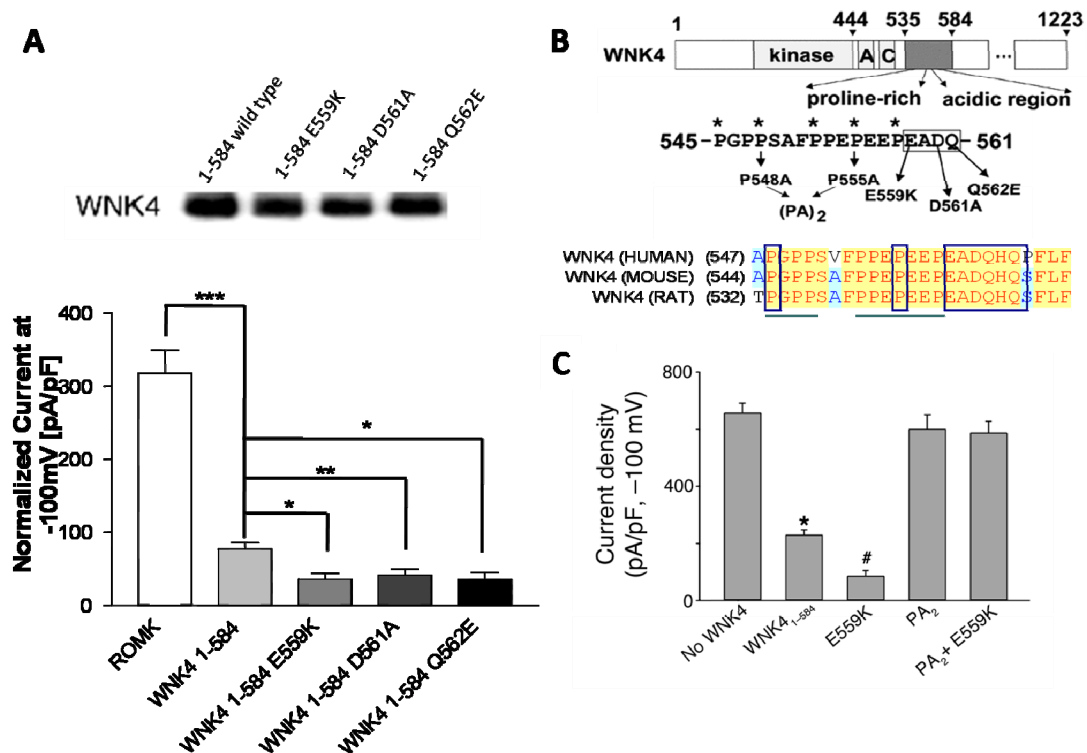 A
1-584 wild type
1-584 E559K
1-584 D561A
1-584 Q562E
WNK4
Normalized Current at
-100mV [pA/pF]
400
300
200
100
0
***
*
**
*
ROMK
WNK4 1-584
WNK4 1-584 E559K
WNK4 1-584 D561A
WNK4 1-584 Q562E
B
1 444 535 584 1223
WNK4 kinase A C ...
proline-rich acidic region
* * * * *
545 –PGPPSAFPPEPEEPEADQ– 561
P548A P555A E559K D561A Q562E
(PA)2
WNK4 (HUMAN) (547) APGPPSVFPPEPEEPEADQHQPFLF
WNK4 (MOUSE) (544) APGPPSAFPPEPEEPEADQHQSFLF
WNK4 (RAT) (532) TPGPPSAFPPEPEEPEADQHQSFLF
C
Current density
(pA/pF, –100 mV)
800
400
0
*
#
No WNK4
WNK4 1-584
E559K
PA2
PA2+ E559K